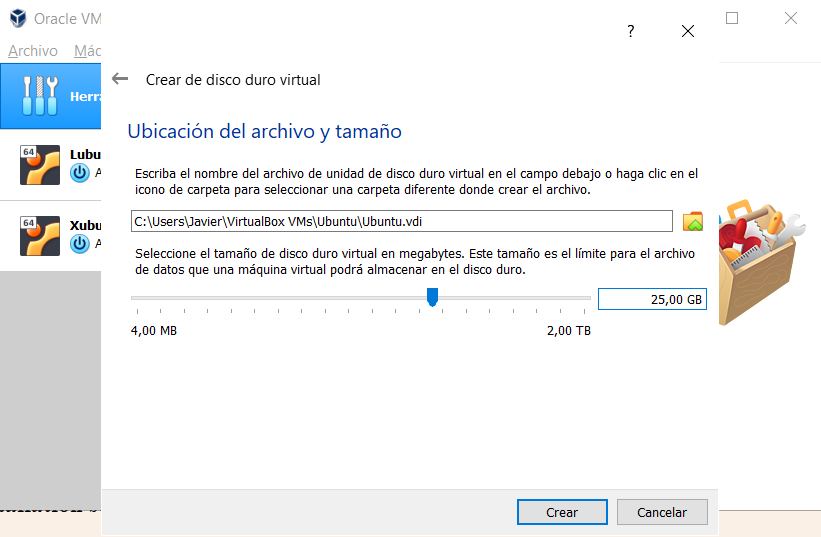 Oracle VM
Archivo
Crear de disco duro virtual
Ubicación del archivo y tamaño
64
64
Escriba el nombre del archivo de unidad de disco duro virtual en el campo debajo o haga clic en el
icono de carpeta para seleccionar una carpeta diferente donde crear el archivo.
C:\Users\Javier\VirtualBox VMs\Ubuntu\Ubuntu.vdi
Seleccione el tamaño de disco duro virtual en megabytes. Este tamaño es el límite para el archivo
de datos que una máquina virtual podrá almacenar en el disco duro.
25,00 GB
4,00 MB
2,00 TB
?
Crear
Cancelar